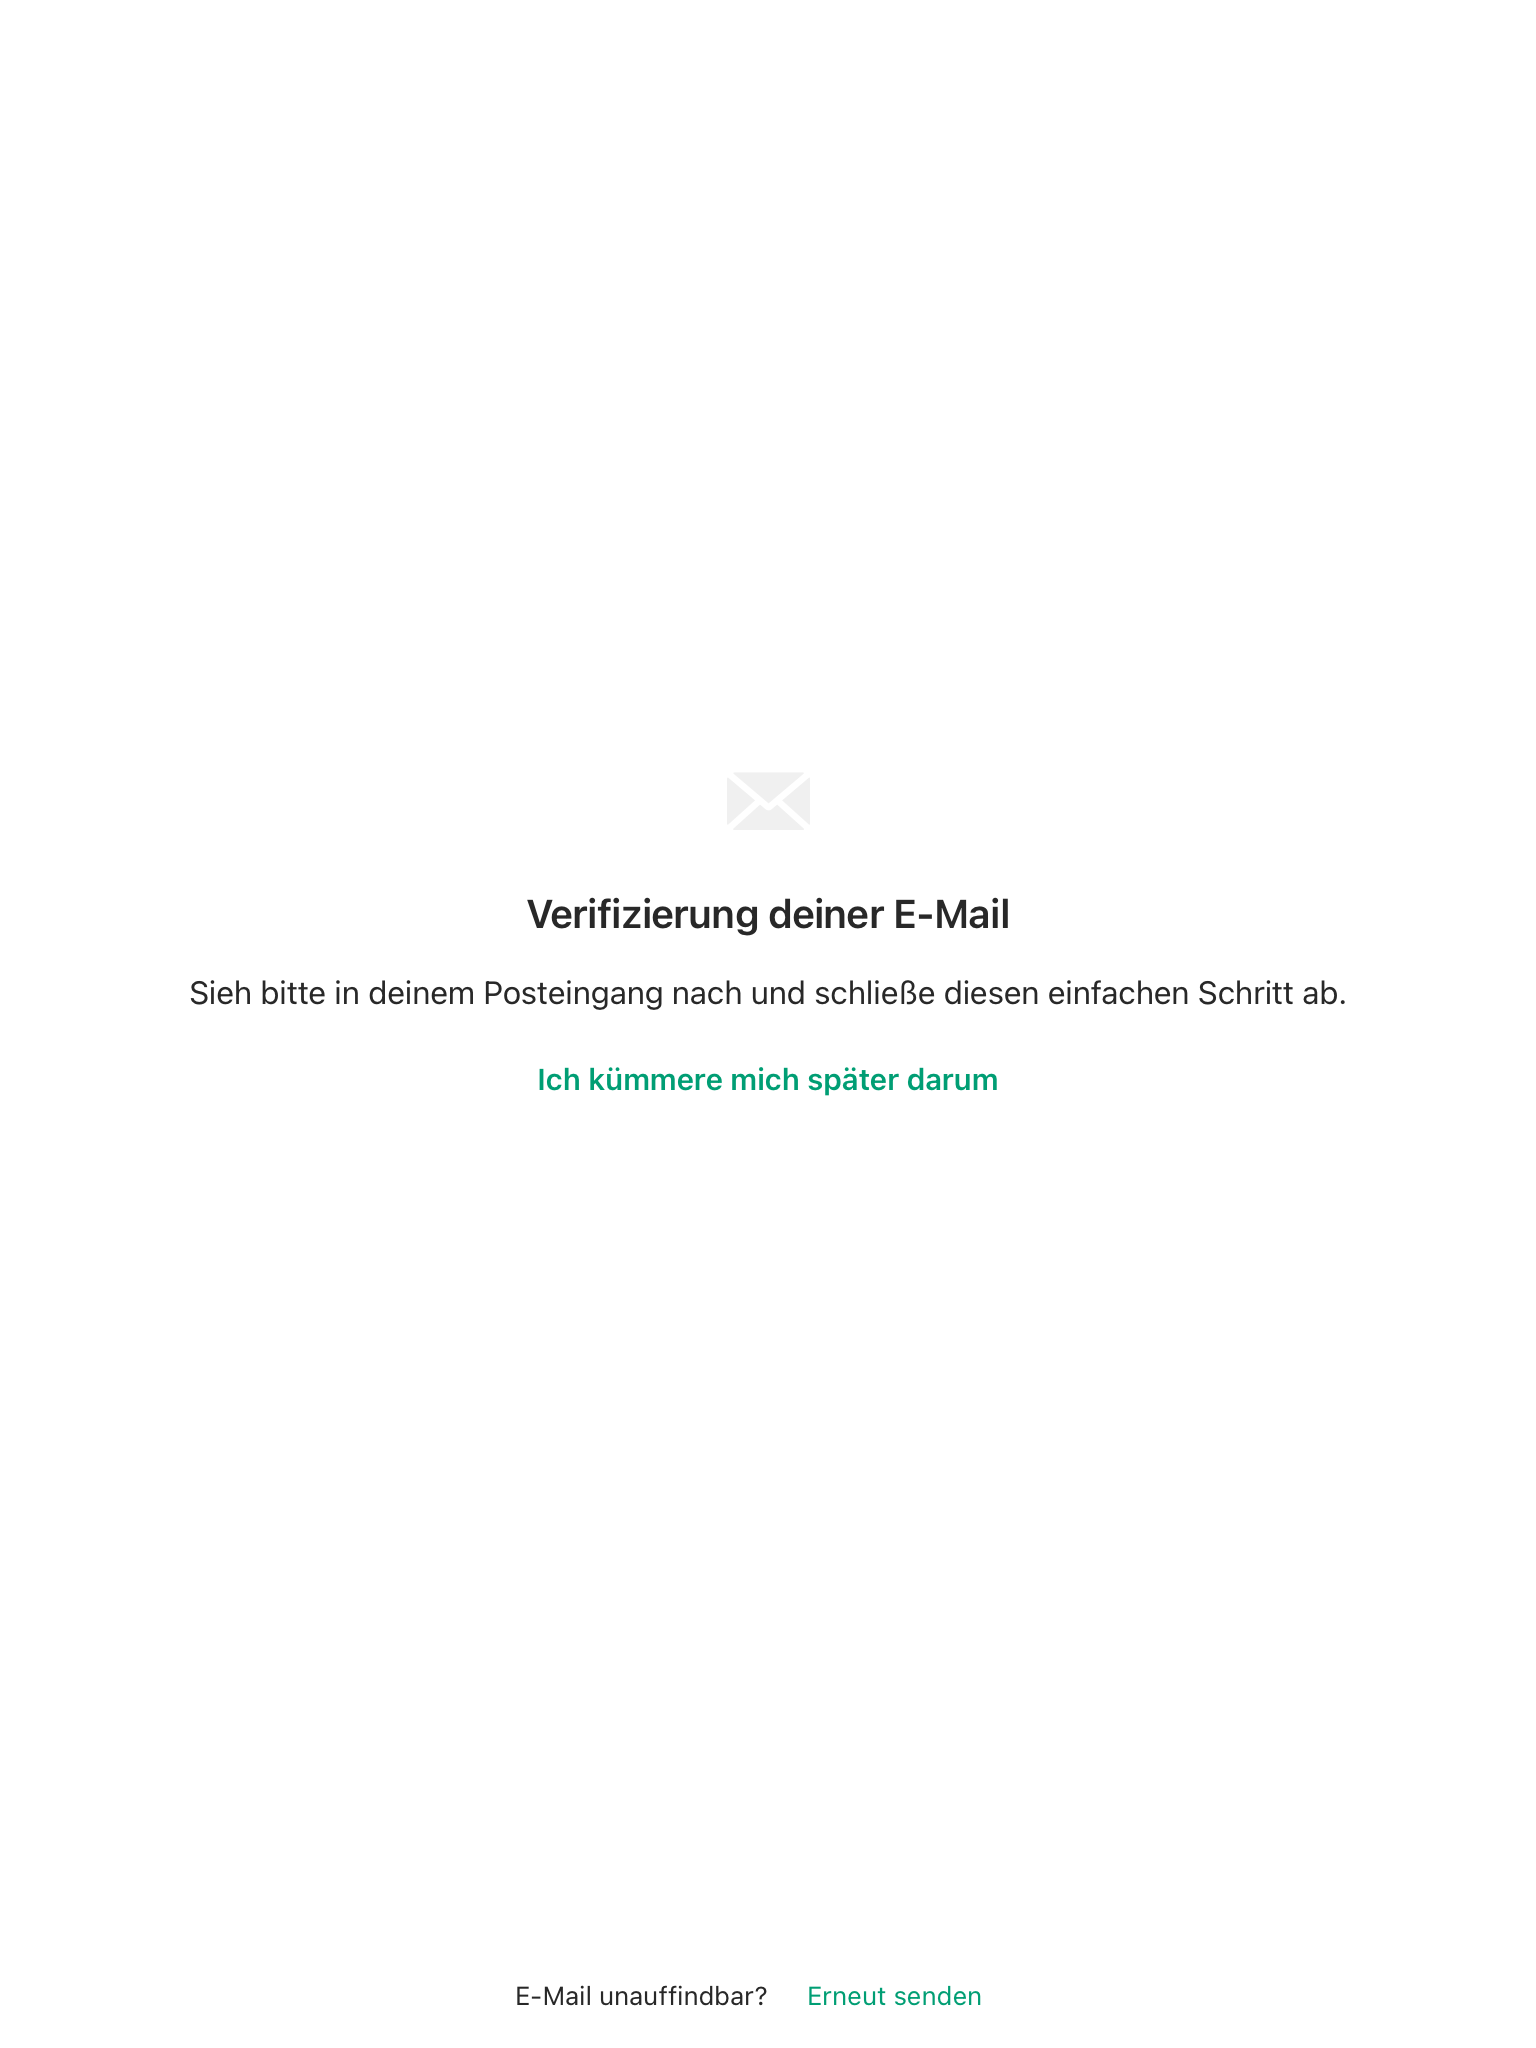 Verifizierung deiner E-Mail
Sieh bitte in deinem Posteingang nach und schließe diesen einfachen Schritt ab.
Ich kümmere mich später darum
E-Mail unauffindbar? Erneut senden